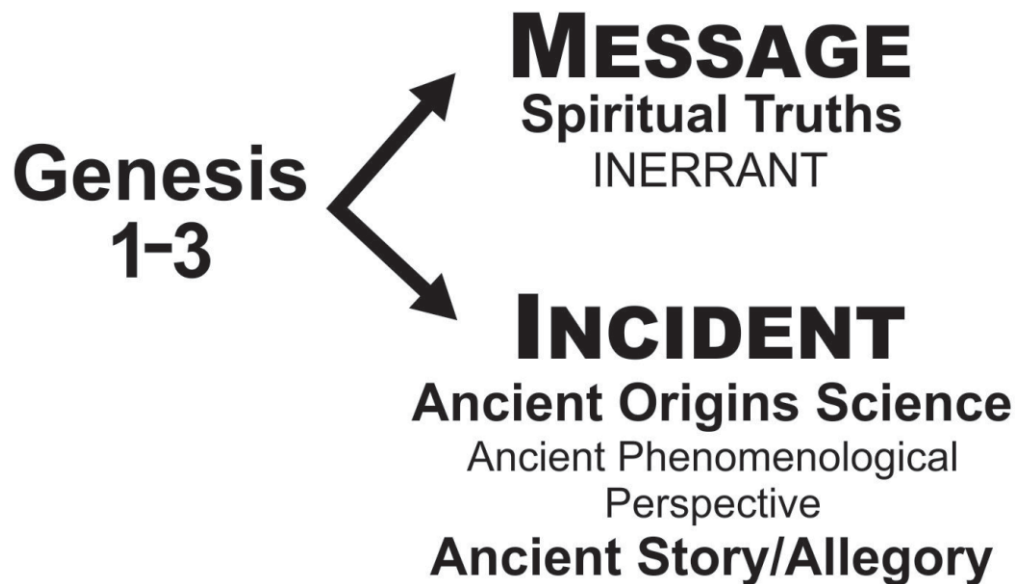 Genesis
1–3
MESSAGE
Spiritual Truths
INERRANT
INCIDENT
Ancient Origins Science
Ancient Phenomenological
Perspective
Ancient Story/Allegory